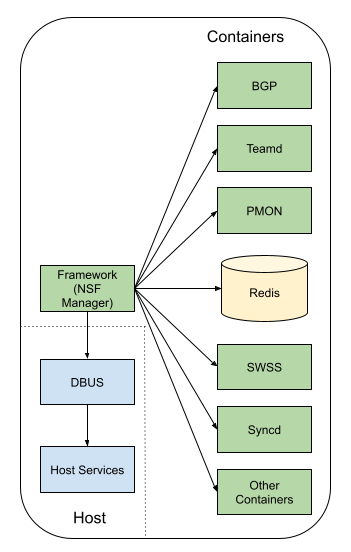 Containers
BGP
Teamd
PMON
Framework
(NSF
Manager)
Redis
SWSS
DBUS
Syncd
Host Services
Other
Containers
Host